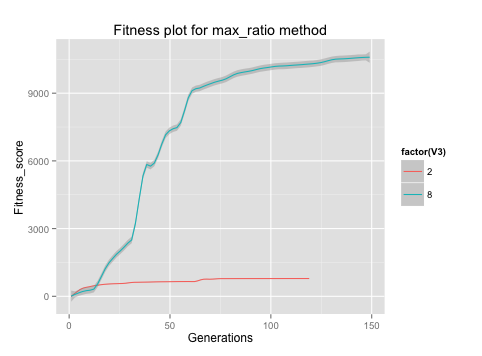 Fitness plot for max_ratio method
Fitness_score
9000
6000
3000
0
0 50 100 150
Generations
factor(V3)
2
8